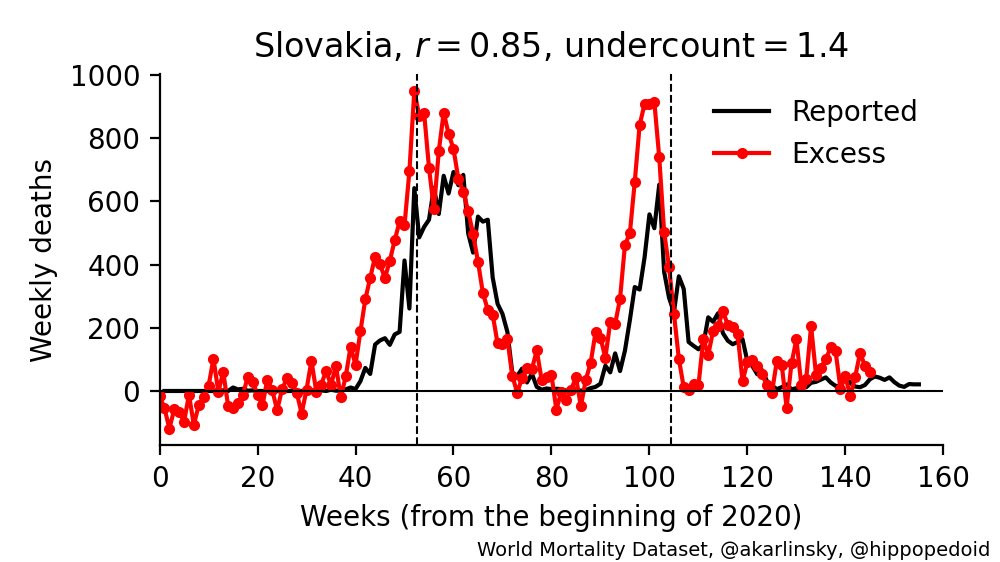 Slovakia, r = 0.85, undercount = 1.4
1000
800
600
400
200
0
Weekly deaths
Reported
Excess
0 20 40 60 80 100 120 140 160
Weeks (from the beginning of 2020)
World Mortality Dataset, @akarlinsky, @hippopedoid